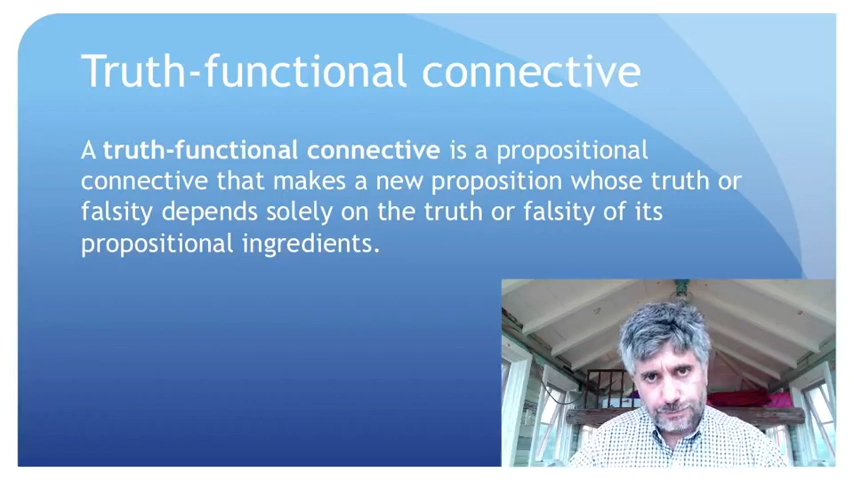 Truth-functional connective
A truth-functional connective is a propositional
connective that makes a new proposition whose truth or
falsity depends solely on the truth or falsity of its
propositional ingredients.